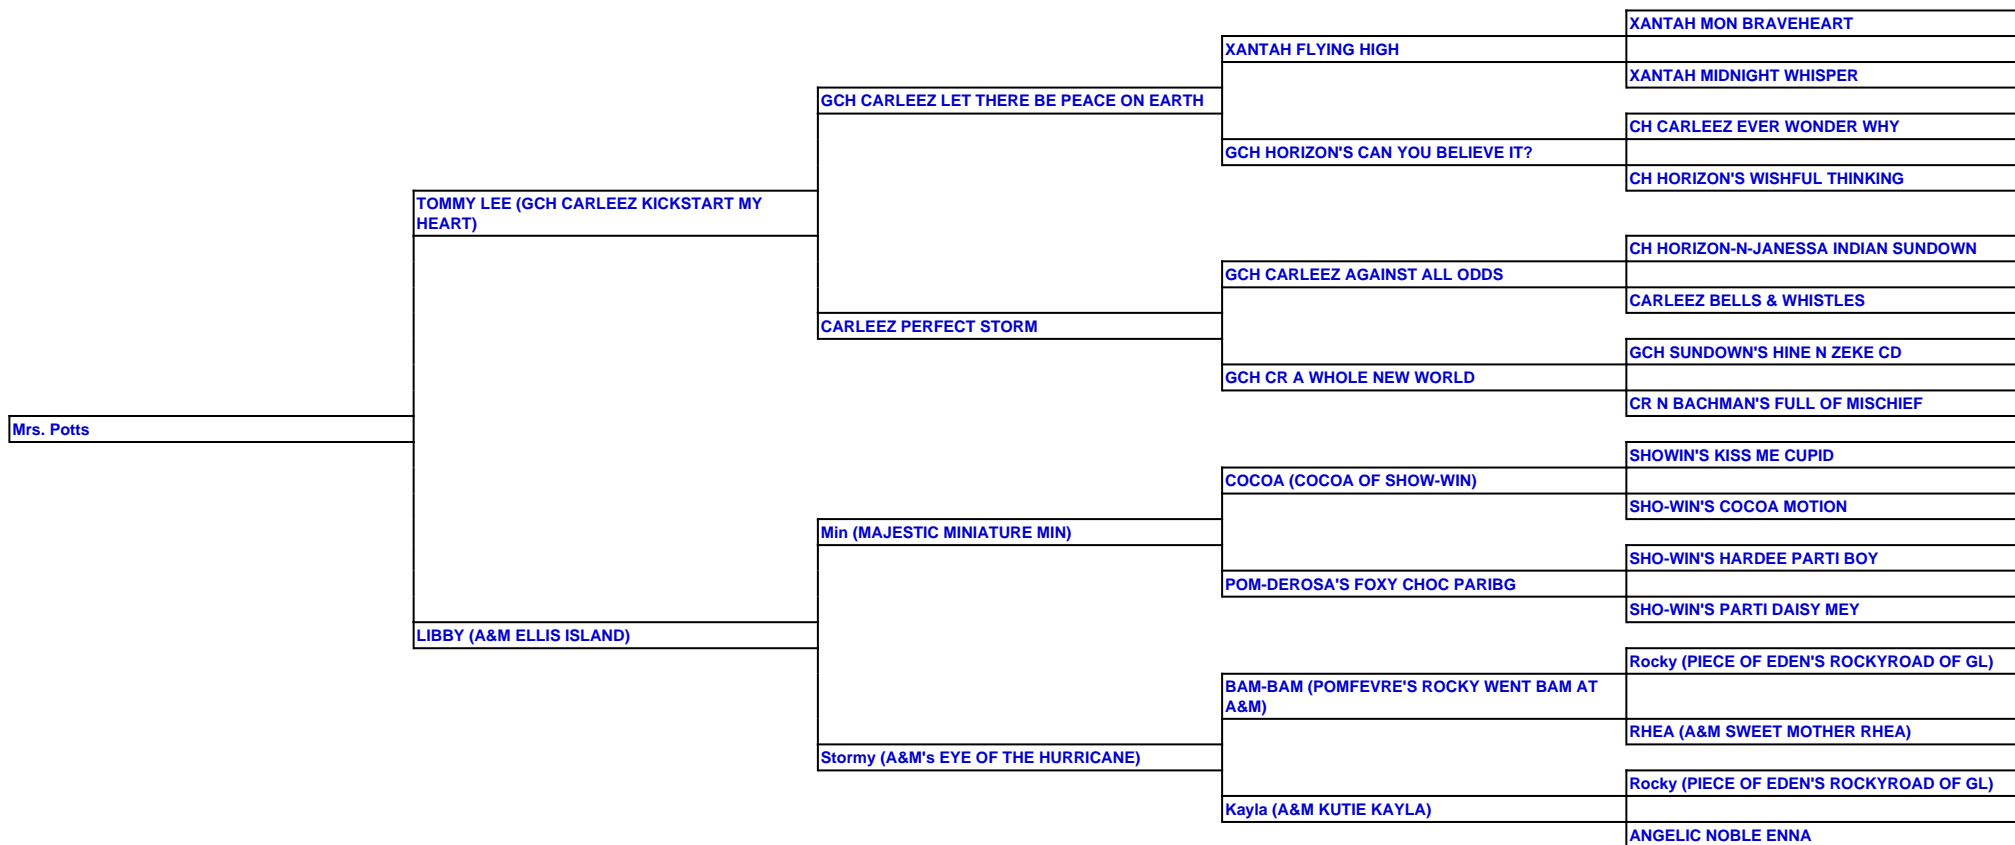 XANTAH MON BRAVEHEART
XANTAH FLYING HIGH
XANTAH MIDNIGHT WHISPER
GCH CARLEEZ LET THERE BE PEACE ON EARTH
CH CARLEEZ EVER WONDER WHY
GCH HORIZON'S CAN YOU BELIEVE IT?
CH HORIZON'S WISHFUL THINKING
TOMMY LEE (GCH CARLEEZ KICKSTART MY
HEART)
CH HORIZON-N-JANESSA INDIAN SUNDOWN
GCH CARLEEZ AGAINST ALL ODDS
CARLEEZ BELLS & WHISTLES
CARLEEZ PERFECT STORM
GCH SUNDOWN'S HINE N ZEKE CD
GCH CR A WHOLE NEW WORLD
CR N BACHMAN'S FULL OF MISCHIEF
Mrs. Potts
SHOWIN'S KISS ME CUPID
COCOA (COCOA OF SHOW-WIN)
SHO-WIN'S COCOA MOTION
Min (MAJESTIC MINIATURE MIN)
SHO-WIN'S HARDEE PARTI BOY
POM-DEROSA'S FOXY CHOC PARIBG
SHO-WIN'S PARTI DAISY MEY
LIBBY (A&M ELLIS ISLAND)
Rocky (PIECE OF EDEN'S ROCKYROAD OF GL)
BAM-BAM (POMFEVRE'S ROCKY WENT BAM AT
A&M)
RHEA (A&M SWEET MOTHER RHEA)
Stormy (A&M's EYE OF THE HURRICANE)
Rocky (PIECE OF EDEN'S ROCKYROAD OF GL)
Kayla (A&M KUTIE KAYLA)
ANGELIC NOBLE ENNA